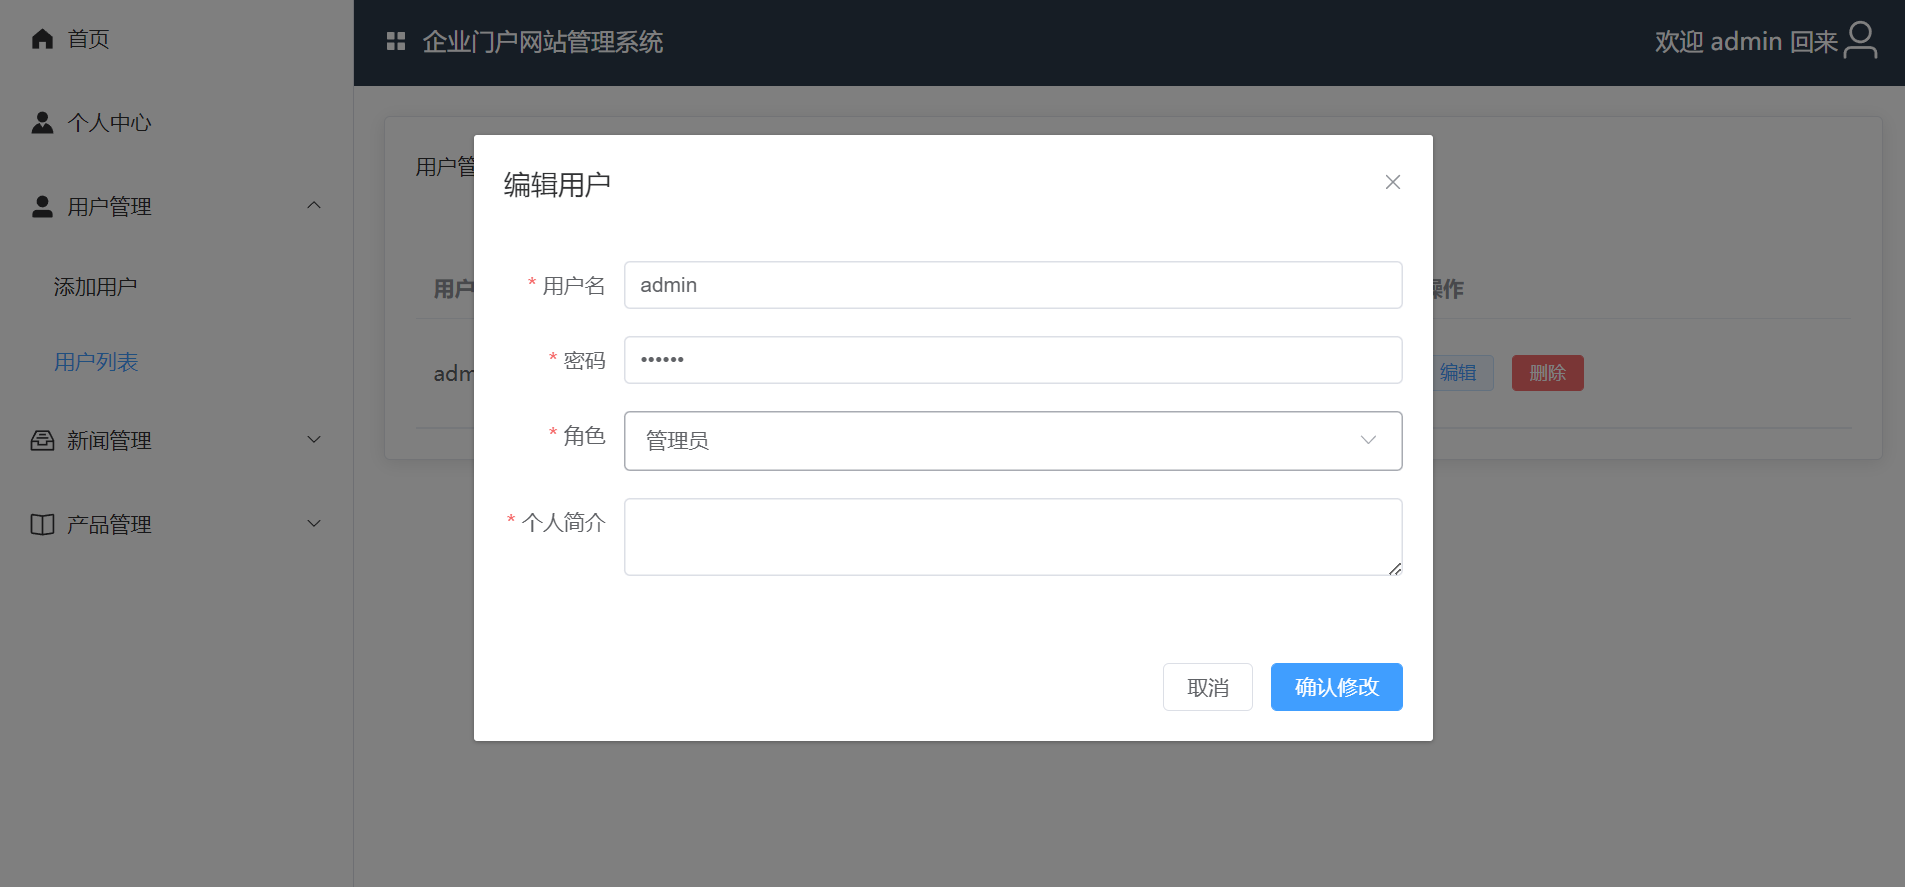 首页
个人中心
用户管理
添加用户
用户列表
新闻管理
产品管理
企业门户网站管理系统
欢迎 admin 回来
用户管
用户
操作
adm
编辑
删除
编辑用户
* 用户名
admin
* 密码
••••••
* 角色
管理员
* 个人简介
取消
确认修改